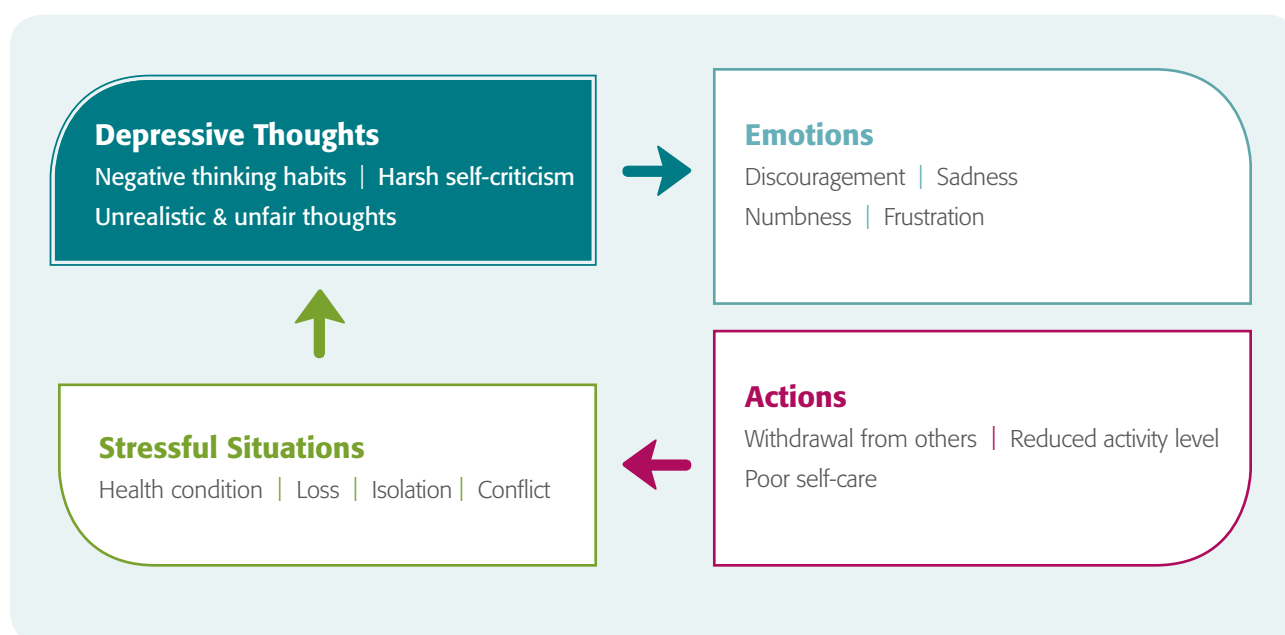 Depressive Thoughts
Negative thinking habits | Harsh self-criticism
Unrealistic & unfair thoughts
Emotions
Discouragement | Sadness
Numbness | Frustration
Actions
Withdrawal from others | Reduced activity level
Poor self-care
Stressful Situations
Health condition | Loss | Isolation | Conflict